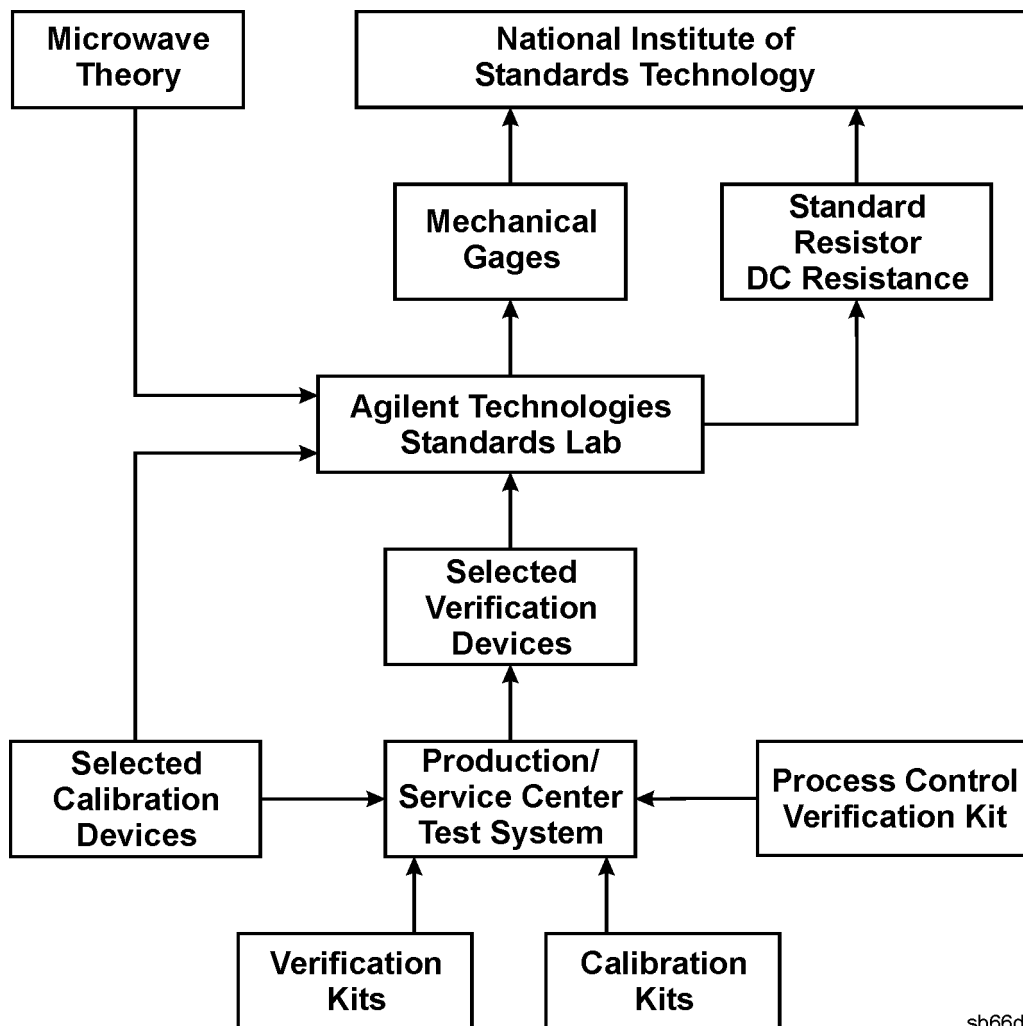 Microwave
Theory
National Institute of
Standards Technology
Mechanical
Gages
Standard
Resistor
DC Resistance
Agilent Technologies
Standards Lab
Selected
Verification
Devices
Selected
Calibration
Devices
Production/
Service Center
Test System
Process Control
Verification Kit
Verification
Kits
Calibration
Kits
sb66d